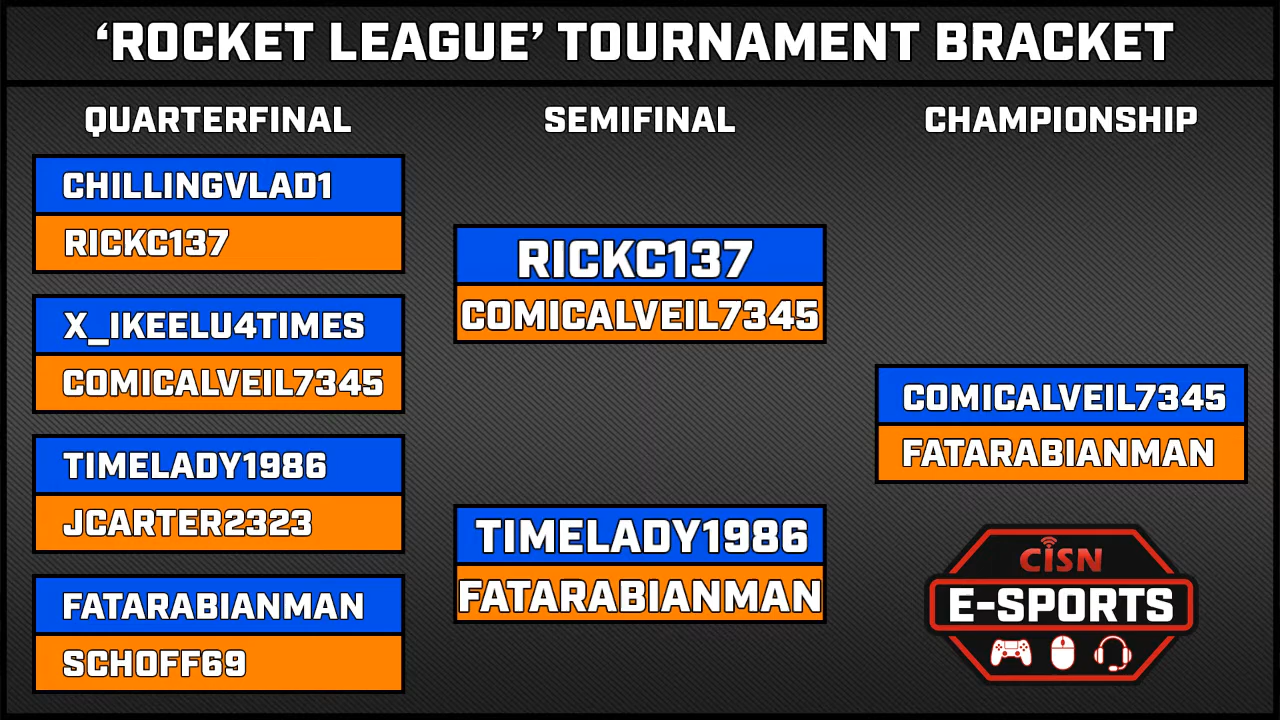 ‘ROCKET LEAGUE’ TOURNAMENT BRACKET
QUARTERFINAL
CHILLINGVLAD1
RICKC137
X_IKEELU4TIMES
COMICALVEIL7345
TIMELADY1986
JCARTER2323
FATARABIANMAN
SCHOFF69
SEMIFINAL
RICKC137
COMICALVEIL7345
TIMELADY1986
FATARABIANMAN
CHAMPIONSHIP
COMICALVEIL7345
FATARABIANMAN
CISN
E-SPORTS